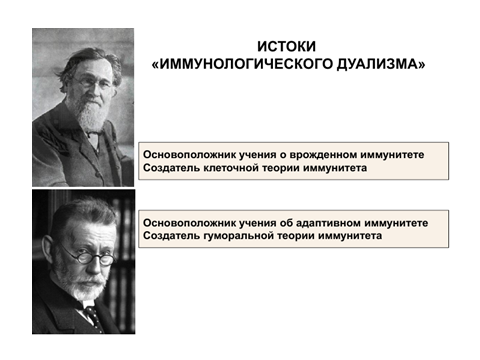 ИСТОКИ
«ИММУНОЛОГИЧЕСКОГО ДУАЛИЗМА»
Основоположник учения о врожденном иммунитете
Создатель клеточной теории иммунитета
Основоположник учения об адаптивном иммунитете
Создатель гуморальной теории иммунитета